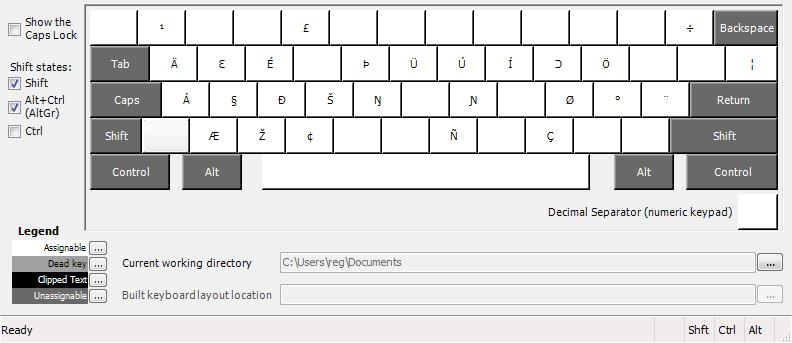 Show the
Caps Lock
¹ £ ÷ Backspace
Shift states:
Shift
Alt+Ctrl
(AltGr)
Ctrl
Tab Ä Ɛ É Þ Ü Ú Í Ɔ Ö ¦
Caps Á § Ð Š Ŋ Ɲ Ø ° ¨ Return
Shift Æ Ž ¢ Ñ Ç Shift
Control Alt Alt Control
Decimal Separator (numeric keypad)
Legend
Assignable ...
Dead key ...
Clipped Text ...
Unassignable ...
Current working directory C:\Users\reg\Documents ...
Built keyboard layout location ...
Ready Shft Ctrl Alt